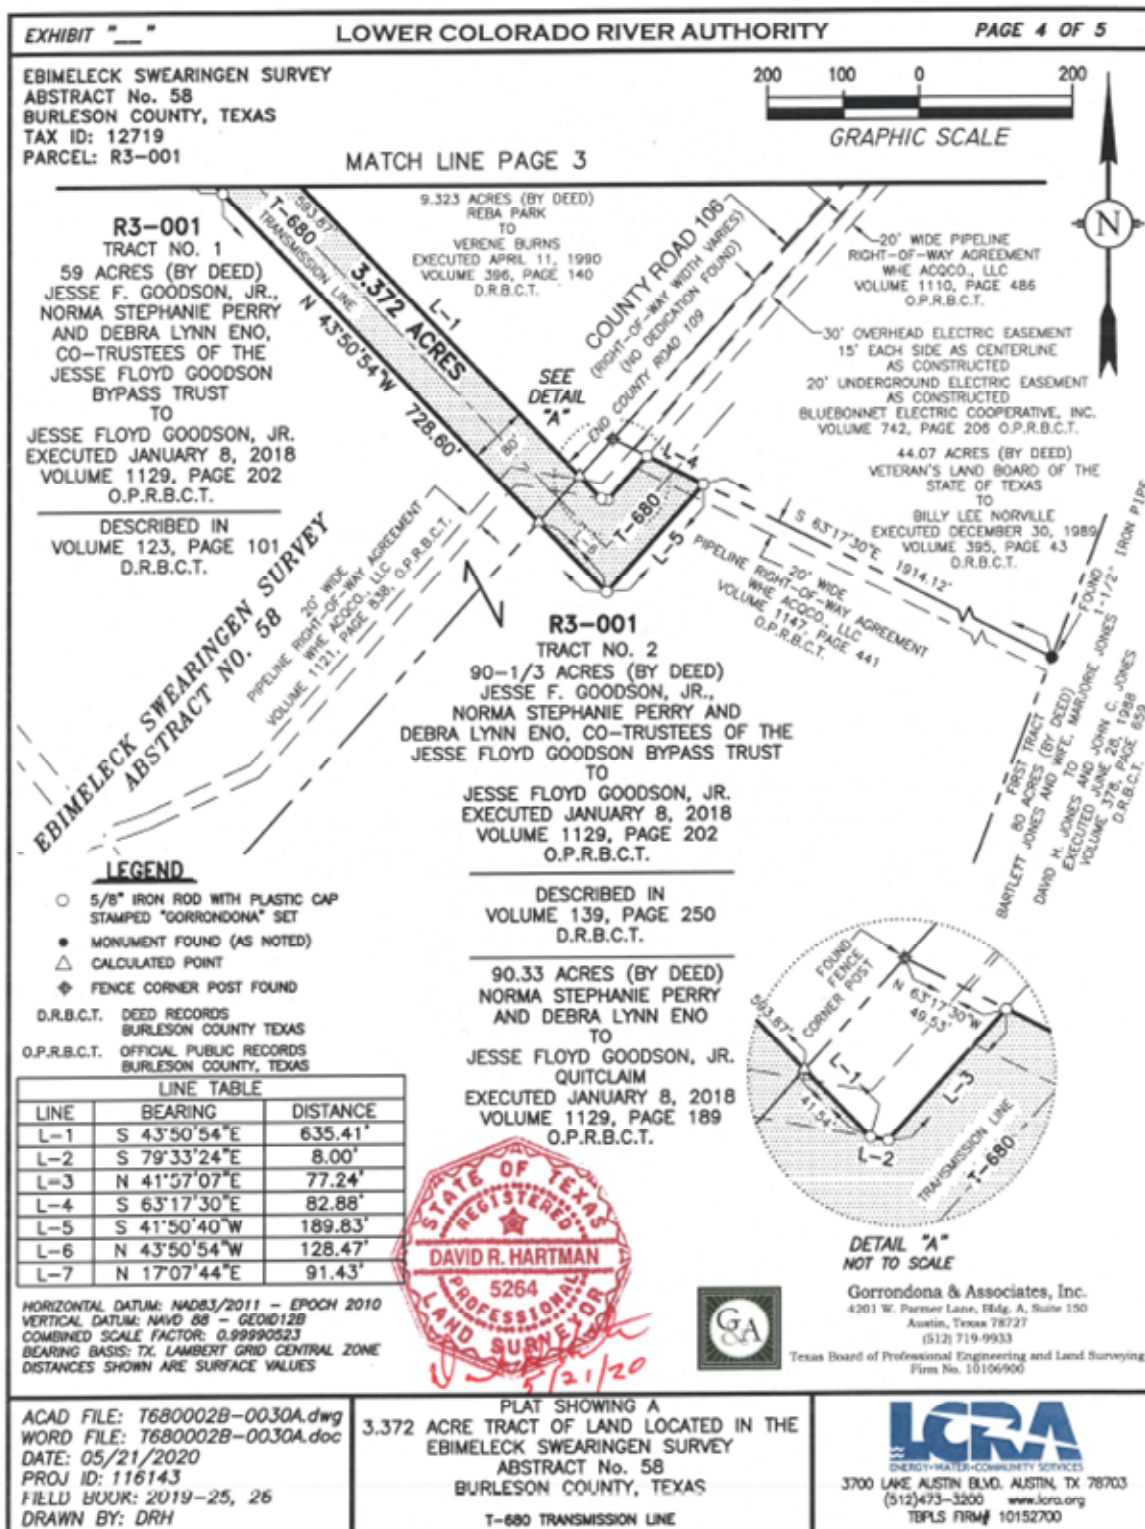 EXHIBIT "__"
LOWER COLORADO RIVER AUTHORITY
PAGE 4 OF 5
EBIMELECK SWEARINGEN SURVEY
ABSTRACT No. 58
BURLESON COUNTY, TEXAS
TAX ID: 12719
PARCEL: R3-001
200 100 0 200
GRAPHIC SCALE
MATCH LINE PAGE 3
N
R3-001
TRACT NO. 1
59 ACRES (BY DEED)
JESSE F. GOODSON, JR.,
NORMA STEPHANIE PERRY
AND DEBRA LYNN ENO,
CO-TRUSTEES OF THE
JESSE FLOYD GOODSON
BYPASS TRUST
TO
JESSE FLOYD GOODSON, JR.
EXECUTED JANUARY 8, 2018
VOLUME 1129, PAGE 202
O.P.R.B.C.T.
DESCRIBED IN
VOLUME 123, PAGE 101
D.R.B.C.T.
593.87'
T-680
TRANSMISSION LINE
3.372 ACRES
L-1
N 43°50'54"W 728.60'
80'
9.323 ACRES (BY DEED)
REBA PARK
TO
VERENE BURNS
EXECUTED APRIL 11, 1990
VOLUME 396, PAGE 140
D.R.B.C.T.
COUNTY ROAD 106
(RIGHT-OF-WAY WIDTH VARIES)
(NO DEDICATION FOUND)
END COUNTY ROAD 109
SEE
DETAIL
"A"
20' WIDE PIPELINE
RIGHT-OF-WAY AGREEMENT
WHE ACQCO., LLC
VOLUME 1110, PAGE 486
O.P.R.B.C.T.
30' OVERHEAD ELECTRIC EASEMENT
15' EACH SIDE AS CENTERLINE
AS CONSTRUCTED
20' UNDERGROUND ELECTRIC EASEMENT
AS CONSTRUCTED
BLUEBONNET ELECTRIC COOPERATIVE, INC.
VOLUME 742, PAGE 206 O.P.R.B.C.T.
44.07 ACRES (BY DEED)
VETERAN'S LAND BOARD OF THE
STATE OF TEXAS
TO
BILLY LEE NORVILLE
EXECUTED DECEMBER 30, 1989
VOLUME 395, PAGE 43
D.R.B.C.T.
L-4
T-680
L-5
L-6
S 63°17'30"E
1914.12'
20' WIDE
PIPELINE RIGHT-OF-WAY AGREEMENT
WHE ACQCO., LLC
VOLUME 1147, PAGE 441
O.P.R.B.C.T.
FOUND
1-1/2" IRON PIPE
FIRST TRACT
80 ACRES (BY DEED)
BARTLETT JONES AND WIFE, MARJORIE JONES
TO
DAVID H. JONES AND JOHN C. JONES
EXECUTED JUNE 28, 1988
VOLUME 378, PAGE 659
D.R.B.C.T.
EBIMELECK SWEARINGEN SURVEY
ABSTRACT NO. 58
20' WIDE
PIPELINE RIGHT-OF-WAY AGREEMENT
WHE ACQCO., LLC
VOLUME 1121, PAGE 838, O.P.R.B.C.T.
R3-001
TRACT NO. 2
90-1/3 ACRES (BY DEED)
JESSE F. GOODSON, JR.,
NORMA STEPHANIE PERRY AND
DEBRA LYNN ENO, CO-TRUSTEES OF THE
JESSE FLOYD GOODSON BYPASS TRUST
TO
JESSE FLOYD GOODSON, JR.
EXECUTED JANUARY 8, 2018
VOLUME 1129, PAGE 202
O.P.R.B.C.T.
DESCRIBED IN
VOLUME 139, PAGE 250
D.R.B.C.T.
90.33 ACRES (BY DEED)
NORMA STEPHANIE PERRY
AND DEBRA LYNN ENO
TO
JESSE FLOYD GOODSON, JR.
QUITCLAIM
EXECUTED JANUARY 8, 2018
VOLUME 1129, PAGE 189
O.P.R.B.C.T.
LEGEND
5/8" IRON ROD WITH PLASTIC CAP
STAMPED "GORRONDONA" SET
MONUMENT FOUND (AS NOTED)
CALCULATED POINT
FENCE CORNER POST FOUND
D.R.B.C.T. DEED RECORDS
BURLESON COUNTY TEXAS
O.P.R.B.C.T. OFFICIAL PUBLIC RECORDS
BURLESON COUNTY, TEXAS
LINE TABLE
LINE BEARING DISTANCE
L-1 S 43°50'54"E 635.41'
L-2 S 79°33'24"E 8.00'
L-3 N 41°57'07"E 77.24'
L-4 S 63°17'30"E 82.88'
L-5 S 41°50'40"W 189.83'
L-6 N 43°50'54"W 128.47'
L-7 N 17°07'44"E 91.43'
HORIZONTAL DATUM: NAD83/2011 - EPOCH 2010
VERTICAL DATUM: NAVD 88 - GEOID12B
COMBINED SCALE FACTOR: 0.99990523
BEARING BASIS: TX. LAMBERT GRID CENTRAL ZONE
DISTANCES SHOWN ARE SURFACE VALUES
STATE OF TEXAS
REGISTERED
DAVID R. HARTMAN
5264
PROFESSIONAL
LAND SURVEYOR
5/21/20
FOUND
FENCE
CORNER POST
N 63°17'30"W
49.53'
593.87'
L-1
41.54'
L-2
L-3
TRANSMISSION LINE
T-680
DETAIL "A"
NOT TO SCALE
G&A
Gorrondona & Associates, Inc.
4201 W. Parmer Lane, Bldg. A, Suite 150
Austin, Texas 78727
(512) 719-9933
Texas Board of Professional Engineering and Land Surveying
Firm No. 10106900
ACAD FILE: T680002B-0030A.dwg
WORD FILE: T680002B-0030A.doc
DATE: 05/21/2020
PROJ ID: 116143
FIELD BOOK: 2019-25, 26
DRAWN BY: DRH
PLAT SHOWING A
3.372 ACRE TRACT OF LAND LOCATED IN THE
EBIMELECK SWEARINGEN SURVEY
ABSTRACT No. 58
BURLESON COUNTY, TEXAS
T-680 TRANSMISSION LINE
LCRA
ENERGY•WATER•COMMUNITY SERVICES
3700 LAKE AUSTIN BLVD. AUSTIN, TX 78703
(512)473-3200 www.lcra.org
TBPLS FIRM# 10152700